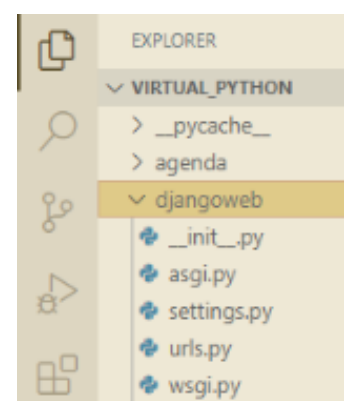 EXPLORER
VIRTUAL_PYTHON
__pycache__
agenda
djangoweb
__init__.py
asgi.py
settings.py
urls.py
wsgi.py